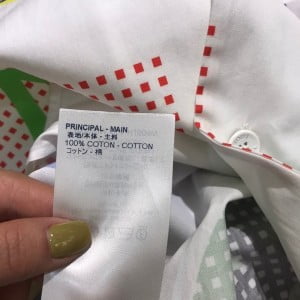 PRINCIPAL - MAIN
表地/本体 - 主料
100% COTON - COTTON
コットン - 棉